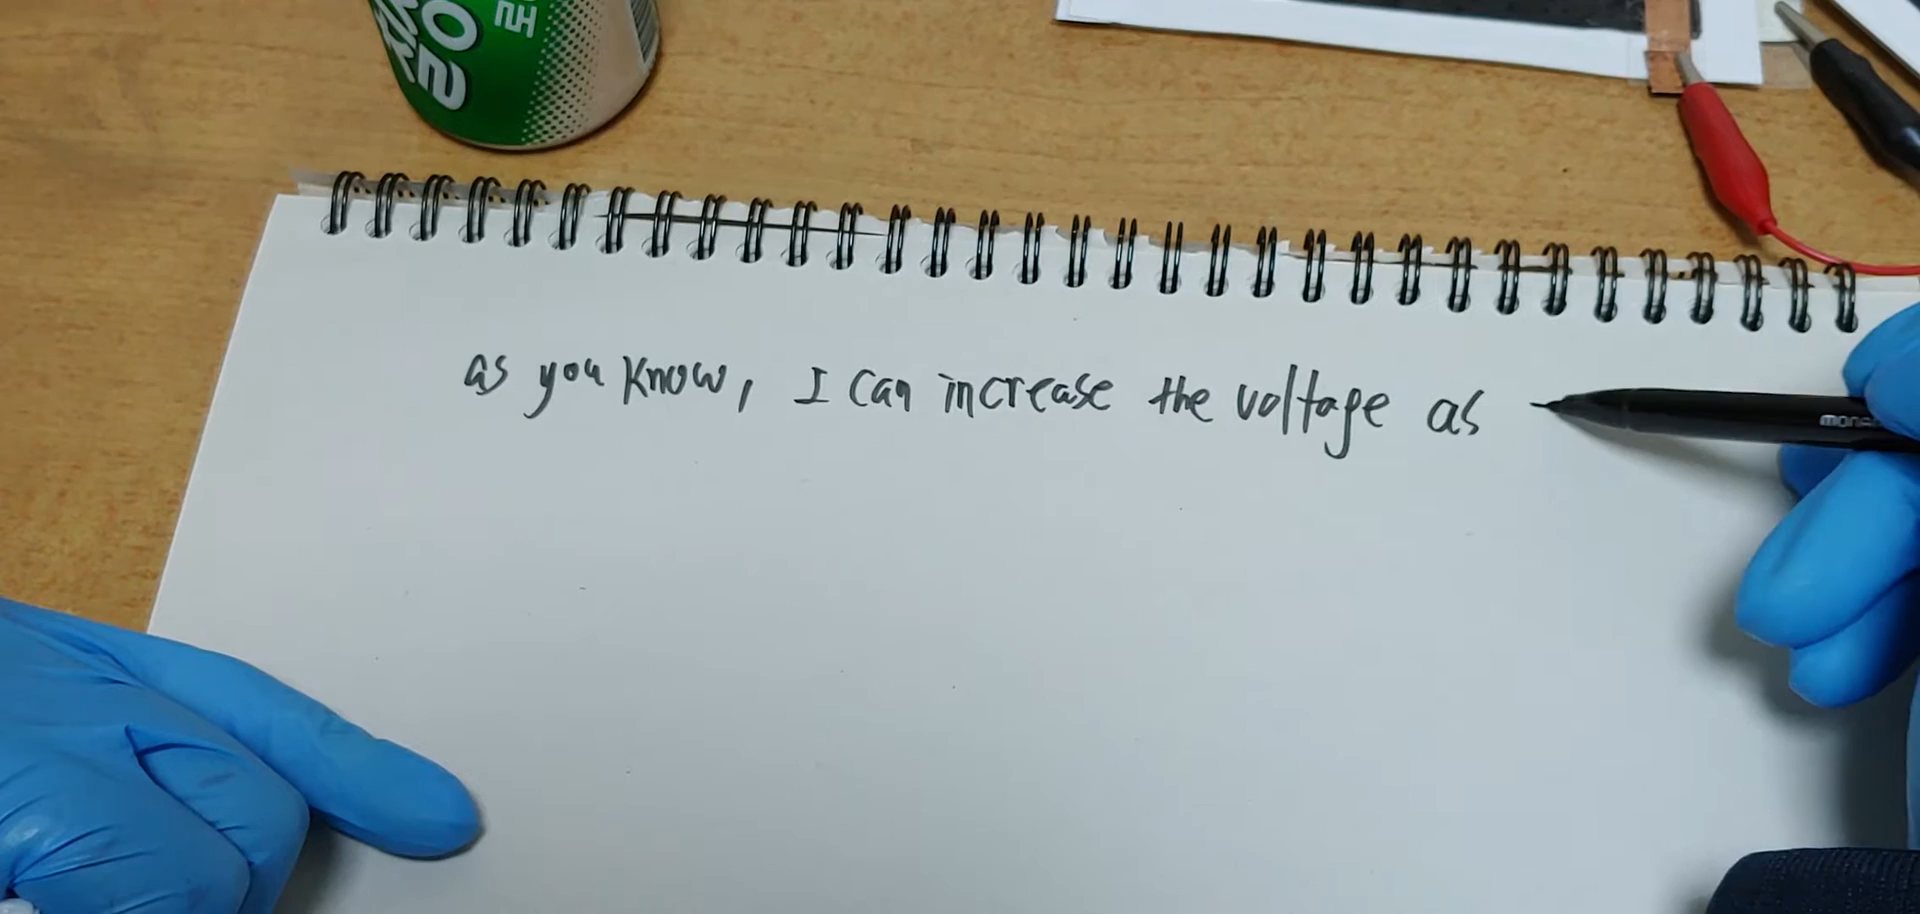 as you know, I can increase the voltage as